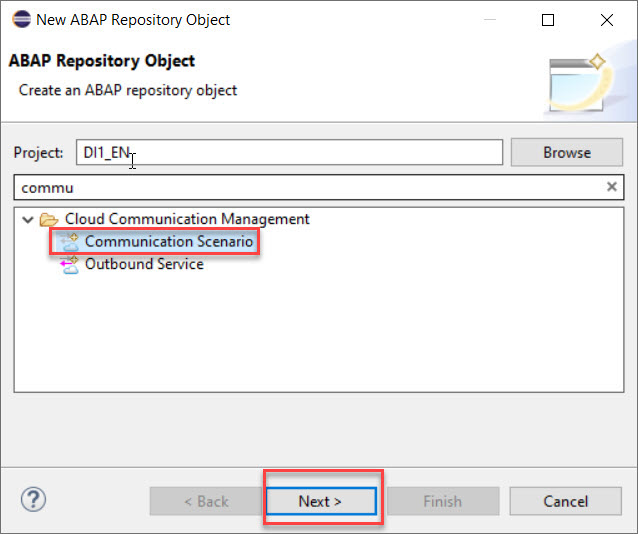 New ABAP Repository Object
ABAP Repository Object
Create an ABAP repository object
Project: DI1_EN Browse
commu
Cloud Communication Management
Communication Scenario
Outbound Service
? < Back Next > Finish Cancel